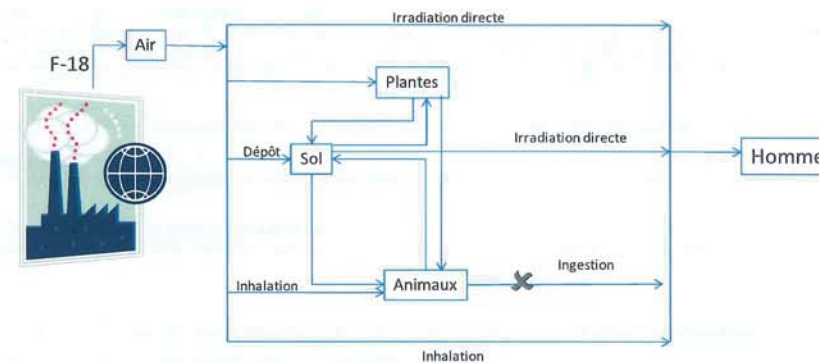 Irradiation directe
Air
F-18
Plantes
Irradiation directe
Dépôt
Sol
Homme
Ingestion
Inhalation
Animaux
Inhalation